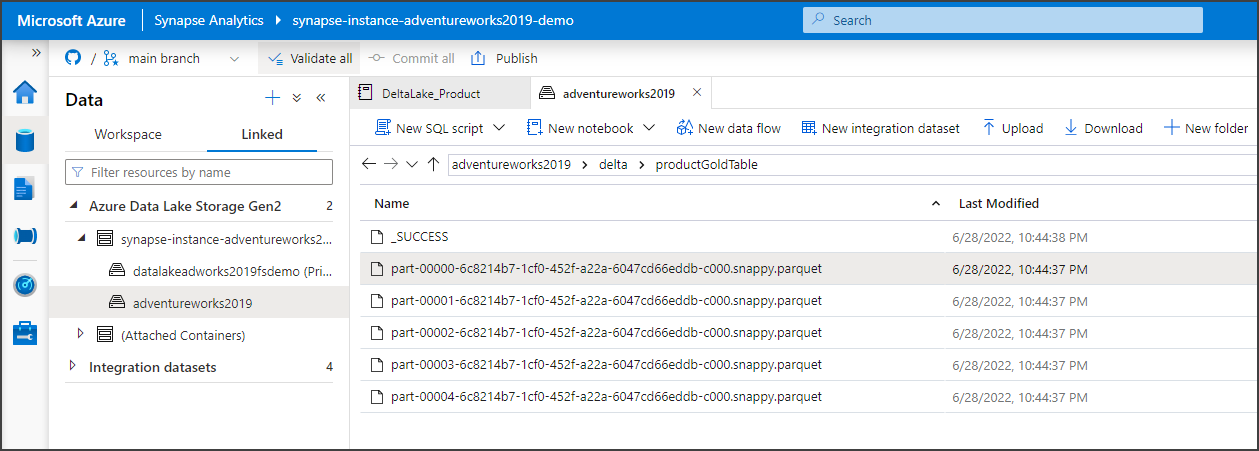 Microsoft Azure Synapse Analytics synapse-instance-adventureworks2019-demo Search
» / main branch Validate all Commit all Publish
Data
Workspace Linked
Filter resources by name
Azure Data Lake Storage Gen2 2
synapse-instance-adventureworks2...
datalakeadworks2019fsdemo (Pri...
adventureworks2019
(Attached Containers)
Integration datasets 4
DeltaLake_Product adventureworks2019
New SQL script New notebook New data flow New integration dataset Upload Download New folder
adventureworks2019 > delta > productGoldTable
Name Last Modified
_SUCCESS 6/28/2022, 10:44:38 PM
part-00000-6c8214b7-1cf0-452f-a22a-6047cd66eddb-c000.snappy.parquet 6/28/2022, 10:44:37 PM
part-00001-6c8214b7-1cf0-452f-a22a-6047cd66eddb-c000.snappy.parquet 6/28/2022, 10:44:37 PM
part-00002-6c8214b7-1cf0-452f-a22a-6047cd66eddb-c000.snappy.parquet 6/28/2022, 10:44:37 PM
part-00003-6c8214b7-1cf0-452f-a22a-6047cd66eddb-c000.snappy.parquet 6/28/2022, 10:44:37 PM
part-00004-6c8214b7-1cf0-452f-a22a-6047cd66eddb-c000.snappy.parquet 6/28/2022, 10:44:37 PM